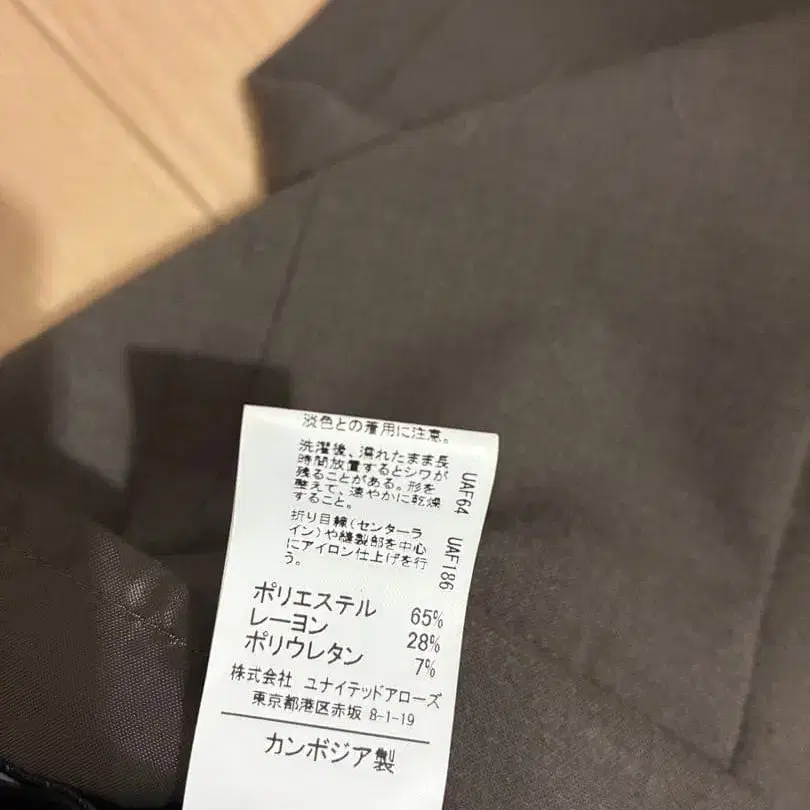 淡色との着用に注意。
洗濯後、濡れたまま長
時間放置するとシワが
残ることがある。形を
整えて、速やかに乾燥
すること。
折り目線(センターラ
イン)や縫製部を中心
にアイロン仕上げを行
う。
UAF64 UAF186
ポリエステル 65%
レーヨン 28%
ポリウレタン 7%
株式会社 ユナイテッドアローズ
東京都港区赤坂 8-1-19
カンボジア製